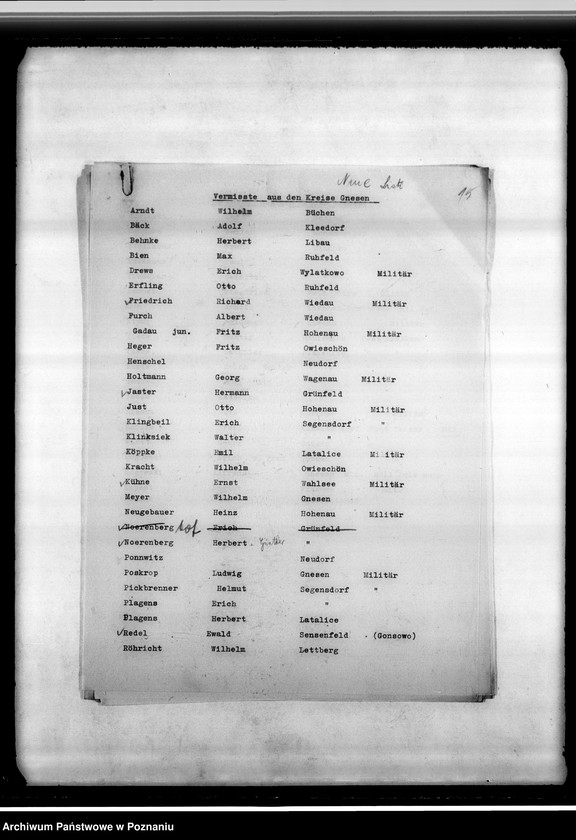 Neue Liste
15
Vermisste aus den Kreise Gnesen
Arndt Wilhelm Büchen
Bäck Adolf Kleedorf
Behnke Herbert Libau
Bien Max Ruhfeld
Drews Erich Wylatkowo Militär
Erfling Otto Ruhfeld
Friedrich Richard Wiedau Militär
Furch Albert Wiedau
Gadau jun. Fritz Hohenau Militär
Heger Fritz Owieschön
Henschel Neudorf
Holtmann Georg Wagenau Militär
Jaster Hermann Grünfeld
Just Otto Hohenau Militär
Klingbeil Erich Segensdorf "
Klinksiek Walter "
Köppke Emil Latalice Militär
Kracht Wilhelm Owieschön
Kühne Ernst Wahlsee Militär
Meyer Wilhelm Gnesen
Neugebauer Heinz Hohenau Militär
Noerenberg tot Erich Grünfeld
Noerenberg Herbert "
Ponnwitz Neudorf
Poskrop Ludwig Gnesen Militär
Pickbrenner Helmut Segensdorf "
Plagens Erich "
Plagens Herbert Latalice
Redel Ewald Sensenfeld (Gonsowo)
Röhricht Wilhelm Lettberg
Archiwum Państwowe w Poznaniu